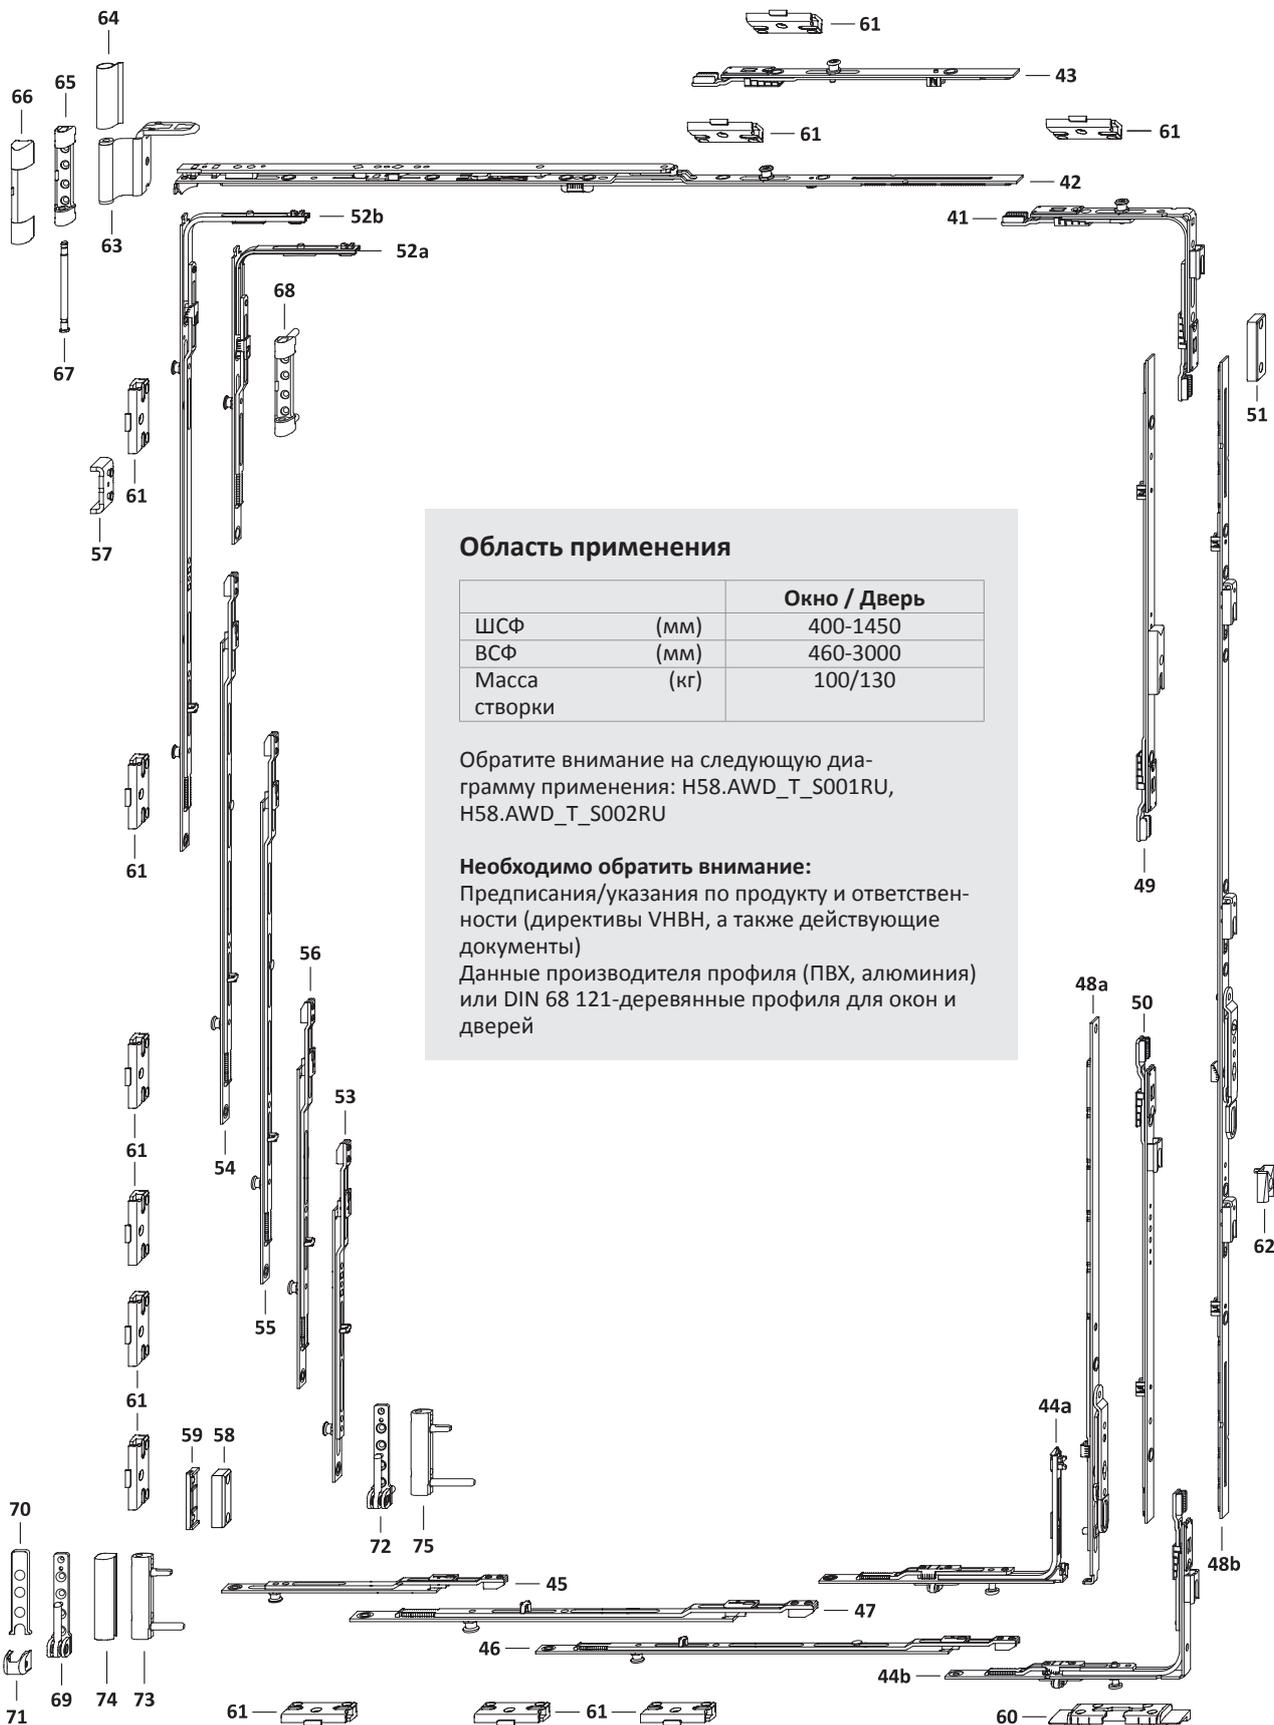 64
61
65
43
66
61
61
42
52b
41
63
52a
68
67
51
61
57
Область применения
Окно / Дверь
ШСФ (мм) 400-1450
ВСФ (мм) 460-3000
Масса (кг) 100/130
створки
Обратите внимание на следующую диа-
грамму применения: H58.AWD_T_S001RU,
H58.AWD_T_S002RU
Необходимо обратить внимание:
Предписания/указания по продукту и ответствен-
ности (директивы VHBH, а также действующие
документы)
Данные производителя профиля (ПВХ, алюминия)
или DIN 68 121-деревянные профиля для окон и
дверей
61
49
56
48a
50
53
61
54
62
55
61
44a
59
58
70
72
75
48b
45
47
46
44b
71
69
74
73
61
61
60